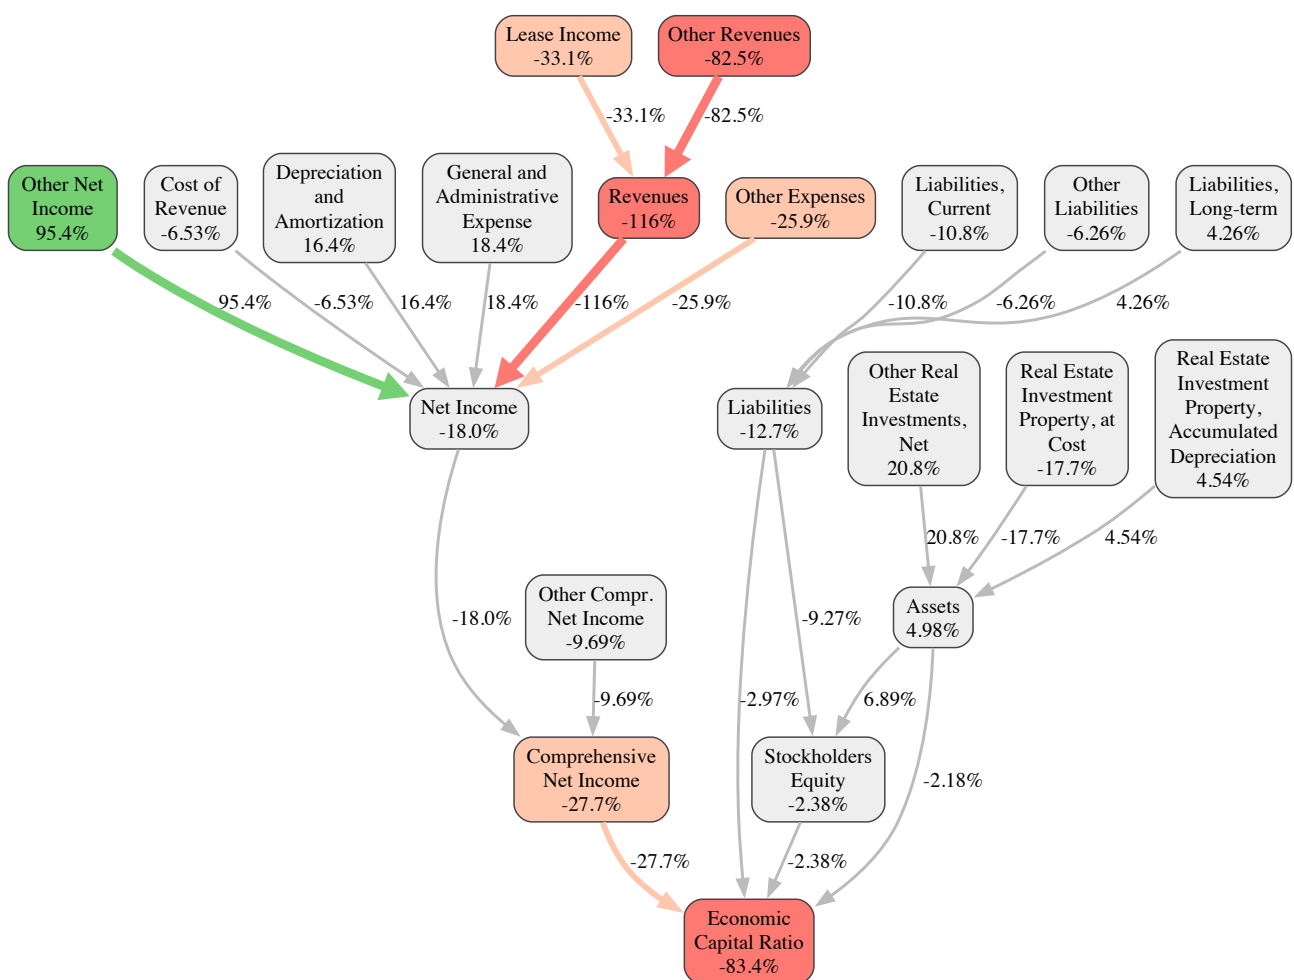 Lease Income
-33.1%
Other Revenues
-82.5%
-33.1%
-82.5%
Other Net
Income
95.4%
Cost of
Revenue
-6.53%
Depreciation
and
Amortization
16.4%
General and
Administrative
Expense
18.4%
Revenues
-116%
Other Expenses
-25.9%
Liabilities,
Current
-10.8%
Other
Liabilities
-6.26%
Liabilities,
Long-term
4.26%
95.4%
-6.53%
16.4%
18.4%
-116%
-25.9%
-10.8%
-6.26%
4.26%
Net Income
-18.0%
Liabilities
-12.7%
Other Real
Estate
Investments,
Net
20.8%
Real Estate
Investment
Property, at
Cost
-17.7%
Real Estate
Investment
Property,
Accumulated
Depreciation
4.54%
20.8%
-17.7%
4.54%
Other Compr.
Net Income
-9.69%
Assets
4.98%
-18.0%
-9.27%
-9.69%
-2.97%
6.89%
Comprehensive
Net Income
-27.7%
Stockholders
Equity
-2.38%
-2.18%
-27.7%
-2.38%
Economic
Capital Ratio
-83.4%